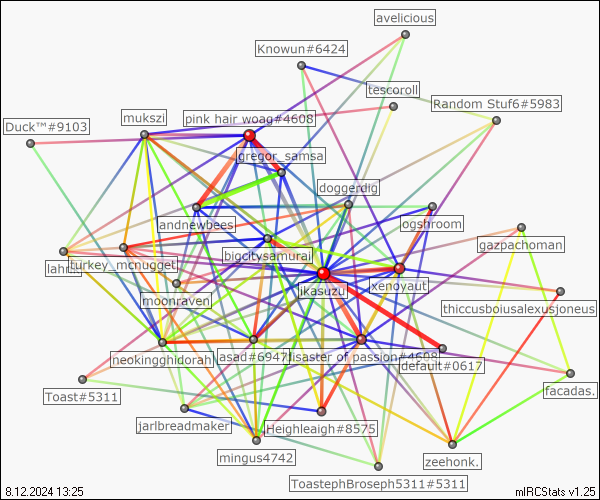 avelicious
Knowun#6424
tescoroll
Random Stuf6#5983
mukszi
pink hair woag#4608
Duck™#9103
gregor_samsa
doggerdig
andnewbees
ogshroom
gazpachoman
bigcitysamurai
lahn
turkey_mcnugget
moonraven
ikasuzu
xenoyaut
thiccusboiusalexusjoneus
neokingghidorah
asad#6947
disaster of passion#4608
default#0617
Toast#5311
facadas.
jarlbreadmaker
Heighleaigh#8575
mingus4742
zeehonk.
ToastephBroseph5311#5311
8.12.2024 13:25
mIRCStats v1.25